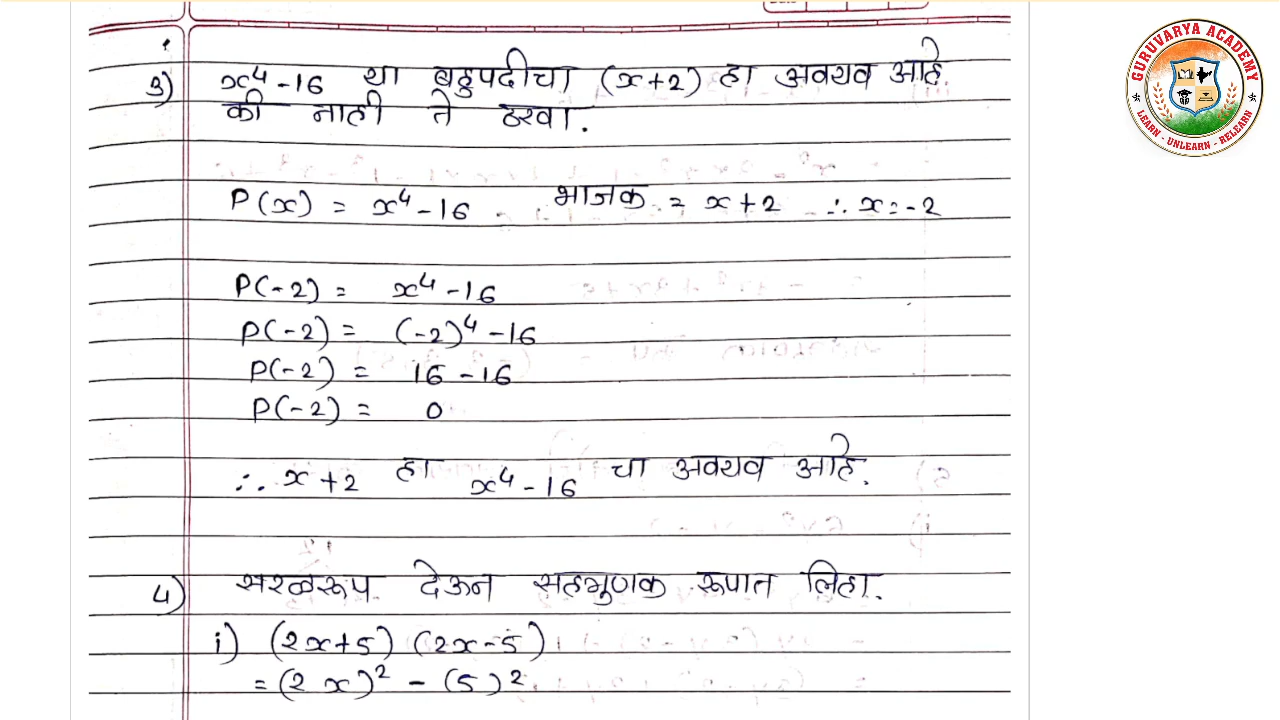 ३) x⁴-16 या बहुपदीचा (x+2) हा अवयव आहे
की नाही ते ठरवा.
P(x) = x⁴-16 भाजक = x+2 ∴ x=-2
P(-2) = x⁴-16
P(-2) = (-2)⁴-16
P(-2) = 16-16
P(-2) = 0
∴ x+2 हा x⁴-16 चा अवयव आहे.
4) सरळरूप देऊन सहगुणक रूपात लिहा.
i) (2x+5) (2x-5)
= (2x)² - (5)²
GURUVARYA ACADEMY
LEARN - UNLEARN - RELEARN